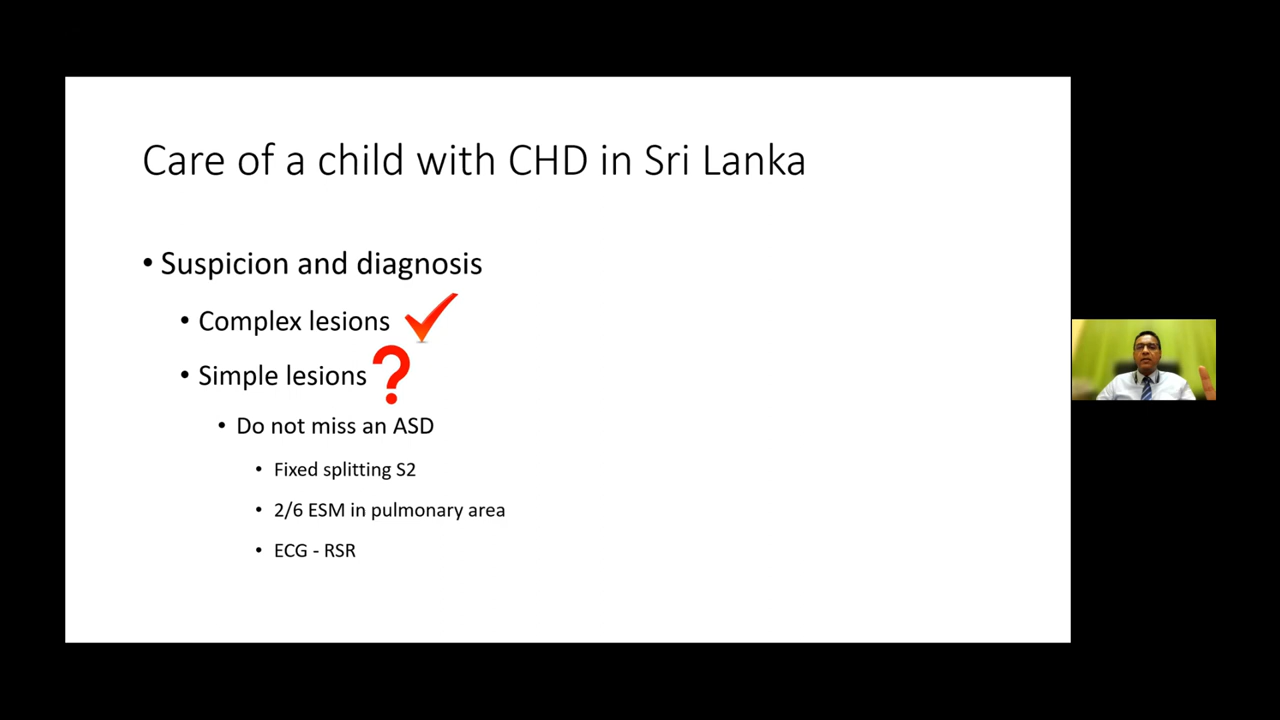 Care of a child with CHD in Sri Lanka
• Suspicion and diagnosis
• Complex lesions
• Simple lesions ?
• Do not miss an ASD
• Fixed splitting S2
• 2/6 ESM in pulmonary area
• ECG - RSR